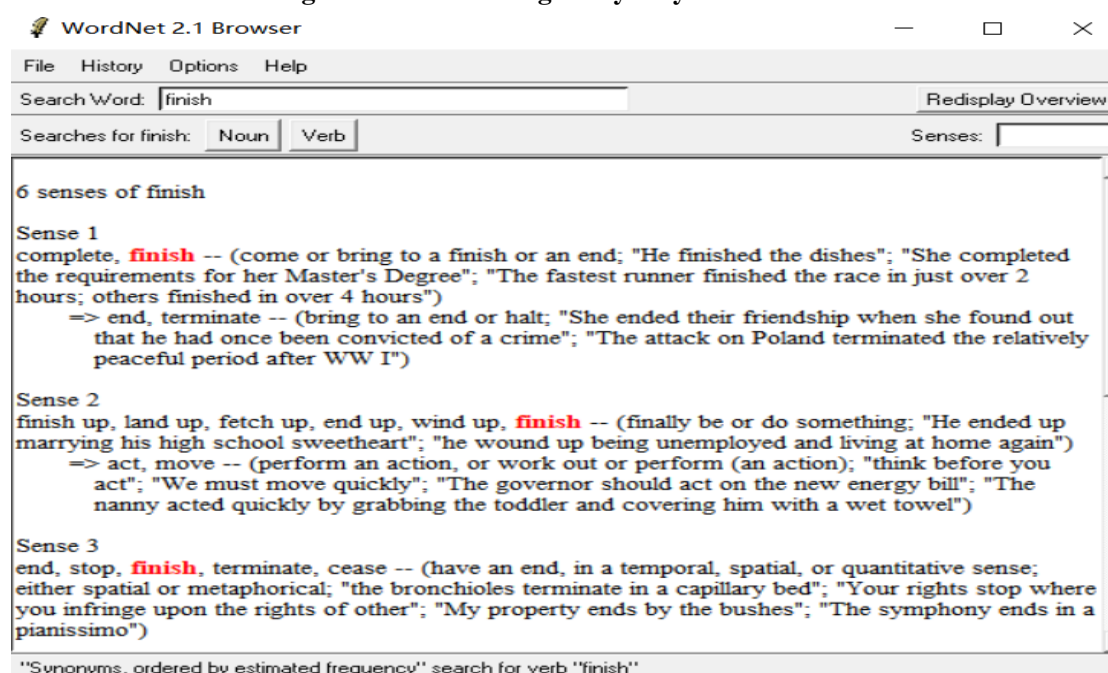 WordNet 2.1 Browser
File History Options Help
Search Word: finish Redisplay Overview
Searches for finish: Noun Verb Senses:
6 senses of finish
Sense 1
complete, finish -- (come or bring to a finish or an end; "He finished the dishes"; "She completed
the requirements for her Master's Degree"; "The fastest runner finished the race in just over 2
hours; others finished in over 4 hours")
=> end, terminate -- (bring to an end or halt; "She ended their friendship when she found out
that he had once been convicted of a crime"; "The attack on Poland terminated the relatively
peaceful period after WW I")
Sense 2
finish up, land up, fetch up, end up, wind up, finish -- (finally be or do something; "He ended up
marrying his high school sweetheart"; "he wound up being unemployed and living at home again")
=> act, move -- (perform an action, or work out or perform (an action); "think before you
act"; "We must move quickly"; "The governor should act on the new energy bill"; "The
nanny acted quickly by grabbing the toddler and covering him with a wet towel")
Sense 3
end, stop, finish, terminate, cease -- (have an end, in a temporal, spatial, or quantitative sense;
either spatial or metaphorical; "the bronchioles terminate in a capillary bed"; "Your rights stop where
you infringe upon the rights of other"; "My property ends by the bushes"; "The symphony ends in a
pianissimo")
"Synonyms, ordered by estimated frequency" search for verb "finish"